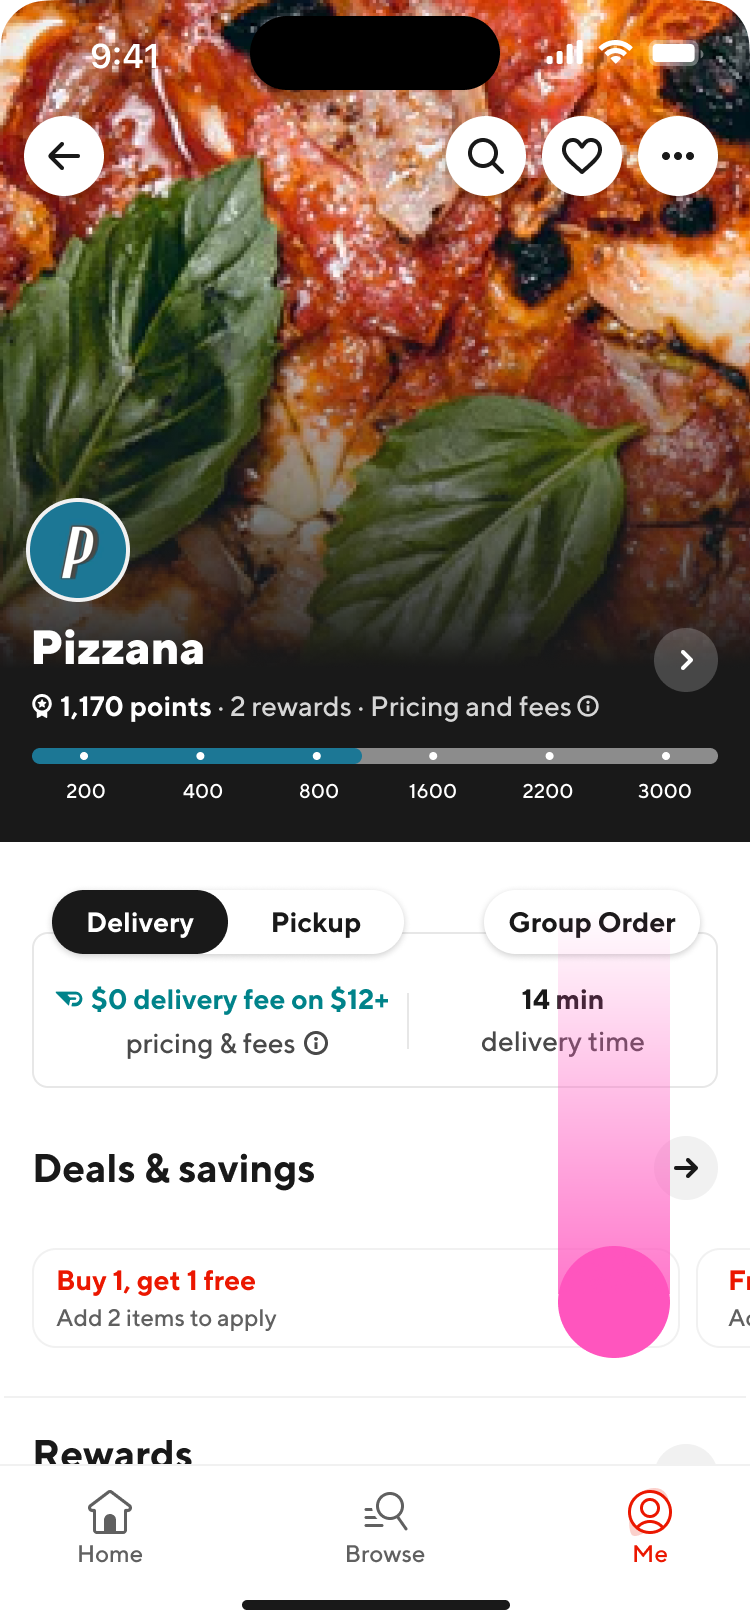 9:41
p
Pizzana
1,170 points · 2 rewards · Pricing and fees
200 400 800 1600 2200 3000
Delivery Pickup Group Order
$0 delivery fee on $12+ 14 min
pricing & fees delivery time
Deals & savings
Buy 1, get 1 free
Add 2 items to apply
Rewards
Home Browse Me